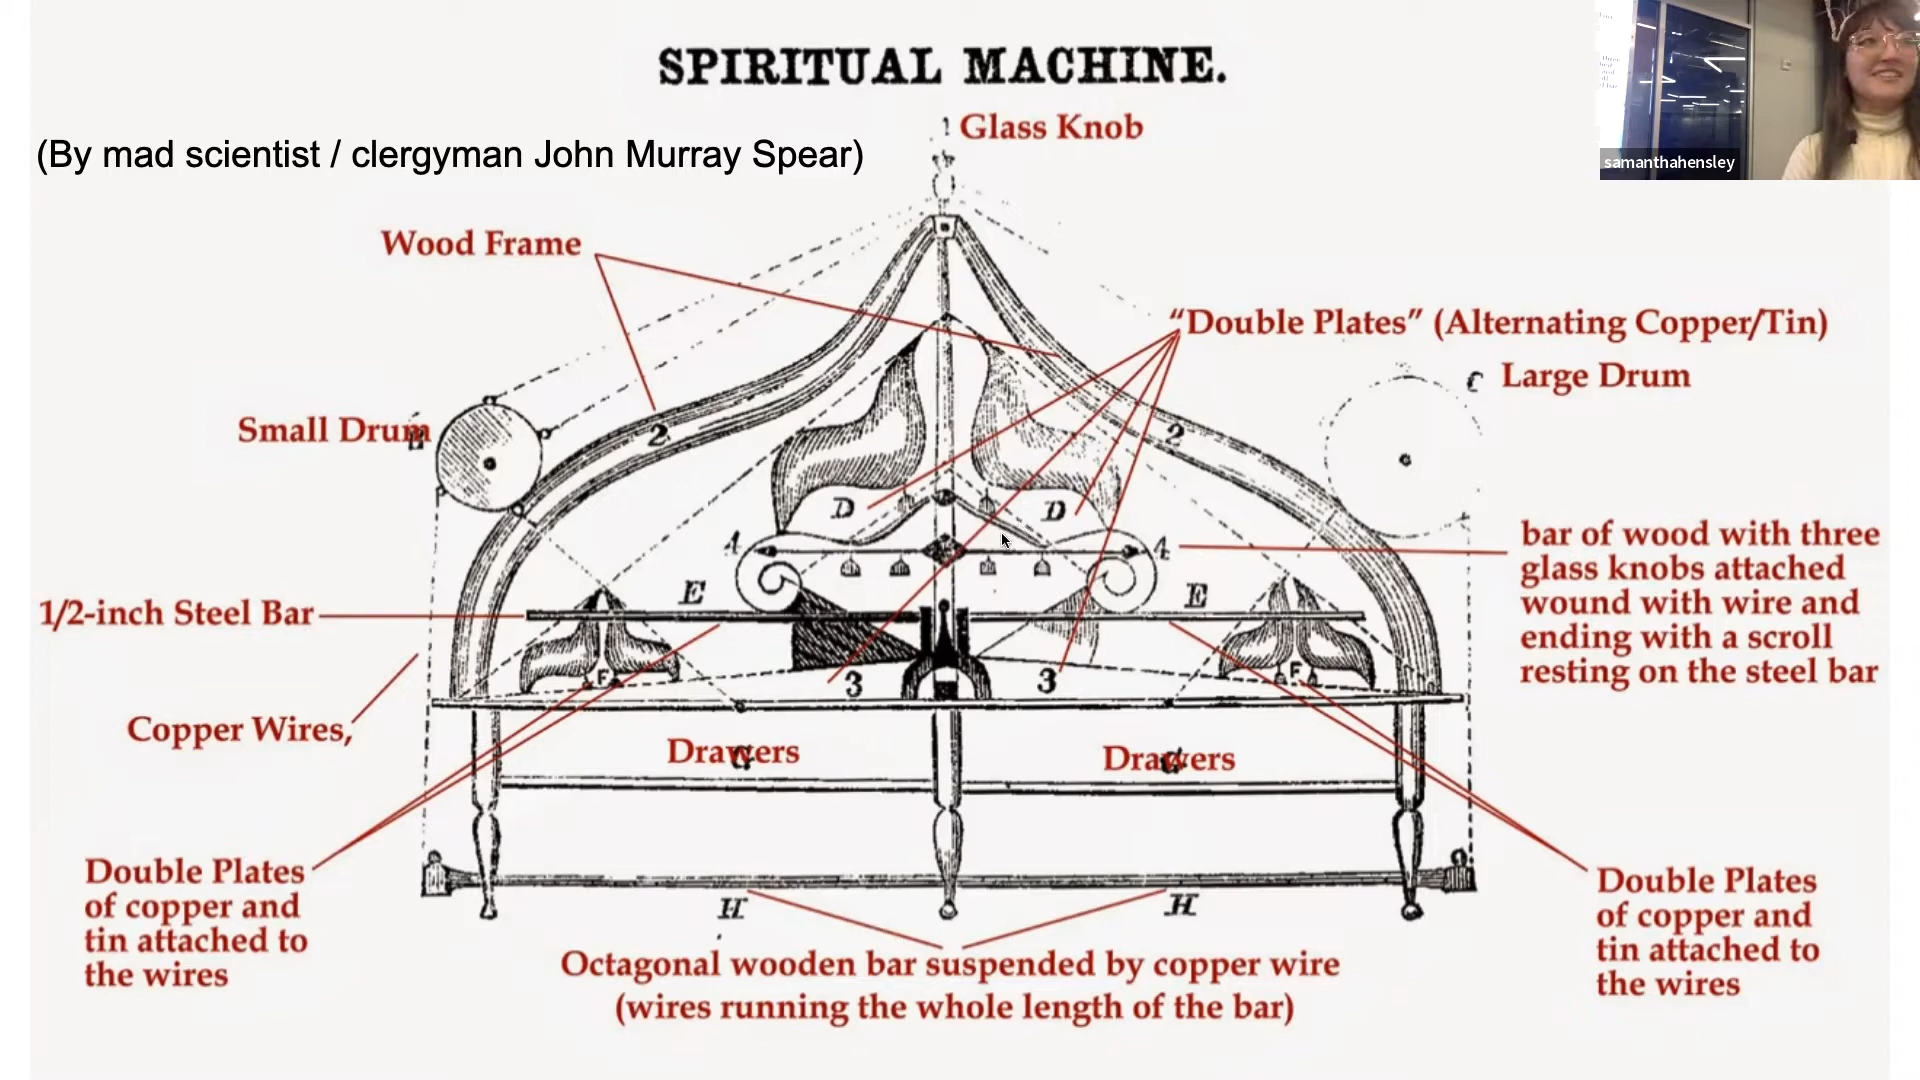 SPIRITUAL MACHINE.
(By mad scientist / clergyman John Murray Spear)
samanthahensley
Glass Knob
Wood Frame
“Double Plates” (Alternating Copper/Tin)
Large Drum
Small Drum
2
2
D
D
A
A
bar of wood with three
glass knobs attached
wound with wire and
ending with a scroll
resting on the steel bar
E
E
1/2-inch Steel Bar
F
F
3
3
Copper Wires,
Drawers
Drawers
Double Plates
of copper and
tin attached to
the wires
Double Plates
of copper and
tin attached to
the wires
H
H
Octagonal wooden bar suspended by copper wire
(wires running the whole length of the bar)